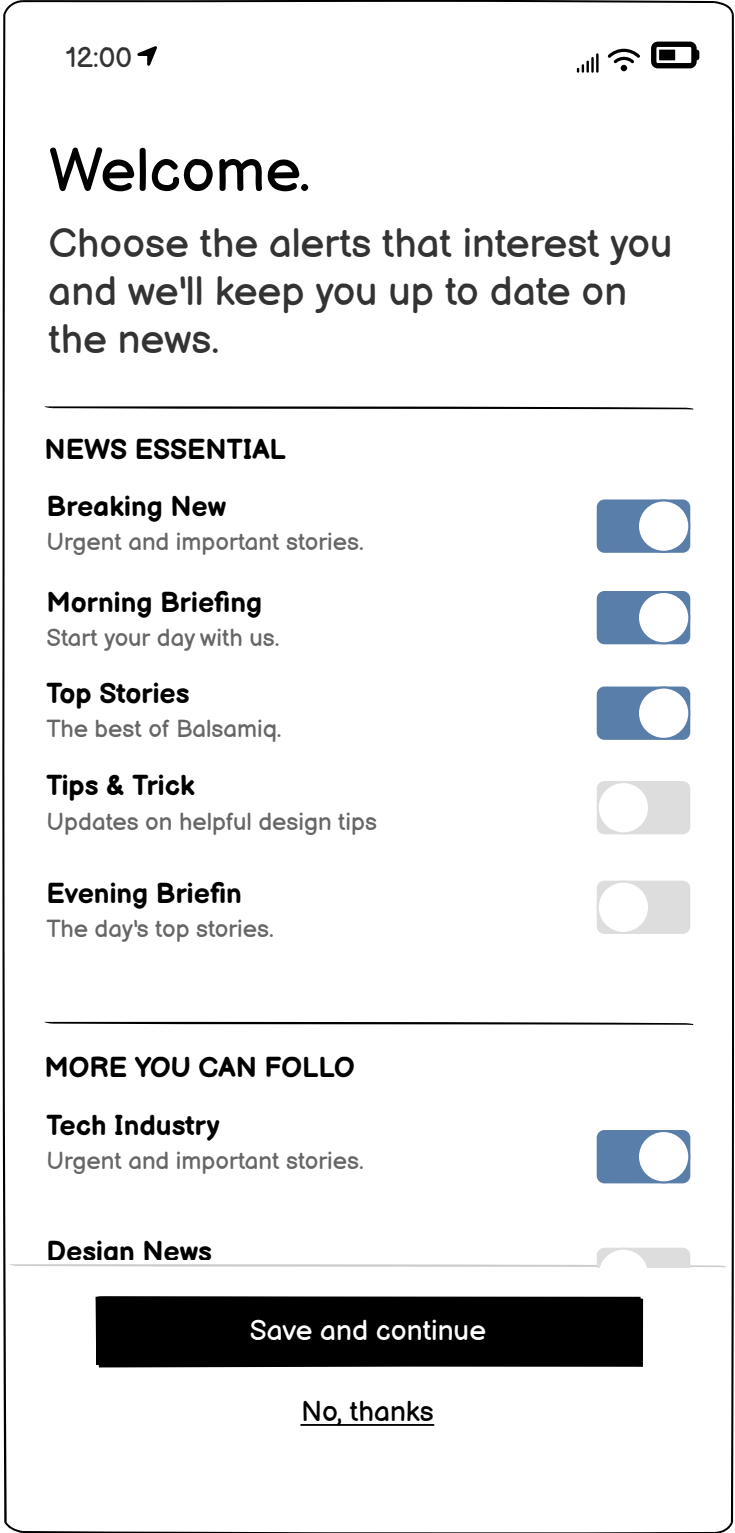 12:00
Welcome.
Choose the alerts that interest you
and we'll keep you up to date on
the news.
NEWS ESSENTIAL
Breaking New
Urgent and important stories.
Morning Briefing
Start your day with us.
Top Stories
The best of Balsamiq.
Tips & Trick
Updates on helpful design tips
Evening Briefin
The day's top stories.
MORE YOU CAN FOLLO
Tech Industry
Urgent and important stories.
Design News
Save and continue
No, thanks